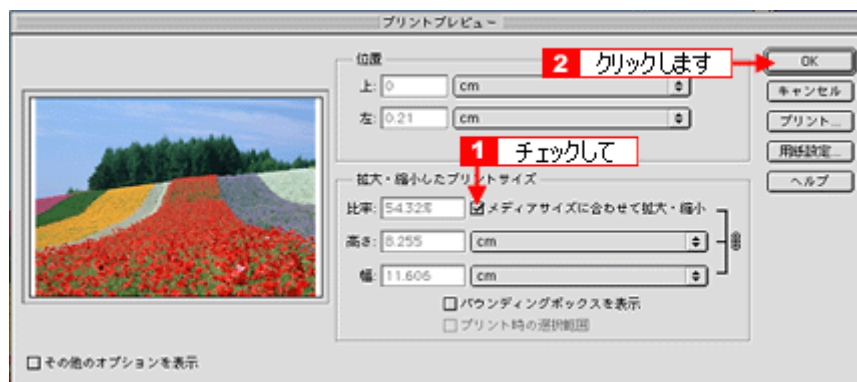 プリントプレビュー
位置
上: 0 cm
左: 0.21 cm
2 クリックします
OK
キャンセル
プリント...
用紙設定...
ヘルプ
1 チェックして
拡大・縮小したプリントサイズ
比率: 54.32% メディアサイズに合わせて拡大・縮小
高さ: 8.255 cm
幅: 11.606 cm
バウンディングボックスを表示
プリント時の選択範囲
その他のオプションを表示